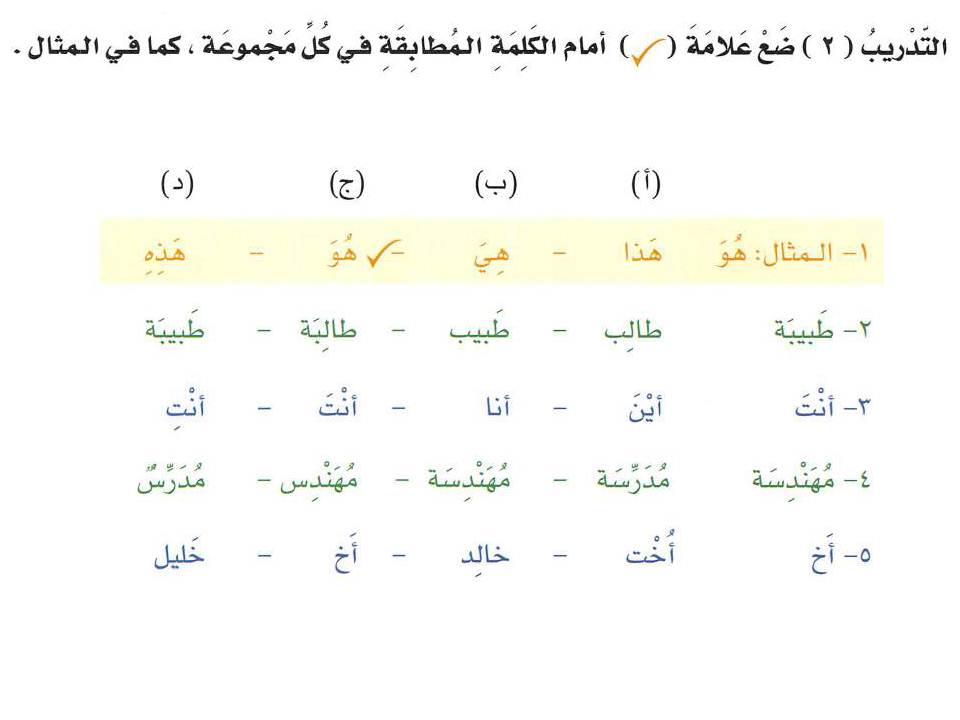 التَّدْرِيبُ ( ٢ ) ضَعْ عَلامَةَ (✓) أمام الكَلِمَةِ المُطابِقَةِ في كُلِّ مَجْموعَة ، كما في المثال .
(أ) (ب) (ج) (د)
١- المثال: هُوَ هَذا – هِيَ – ✓ هُوَ – هَذِهِ
٢- طَبيبَة طالِب – طَبيب – طالِبَة – طَبيبَة
٣- أنْتَ أيْنَ – أنا – أنْتَ – أنْتِ
٤- مُهَنْدِسَة مُدَرِّسَة – مُهَنْدِسَة – مُهَنْدِس – مُدَرِّسٌ
٥- أَخ أُخْت – خالِد – أَخ – خَليل